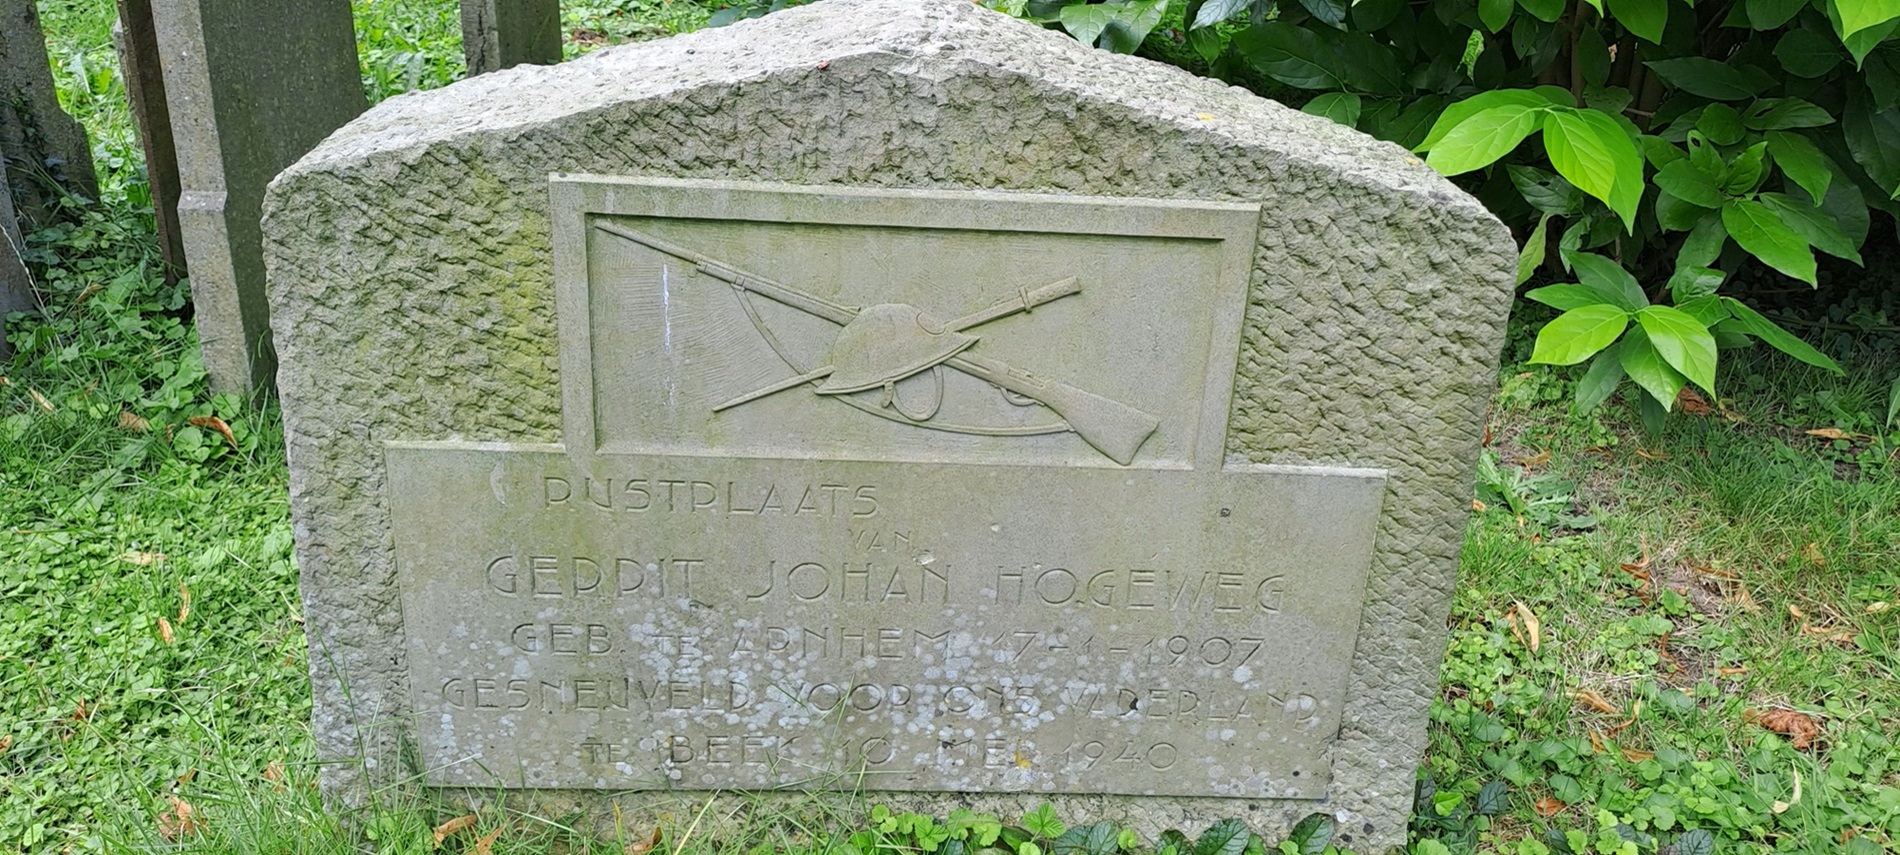 RUSTPLAATS
VAN
GERRIT JOHAN HOGEWEG
GEB. TE ARNHEM 17-1-1907
GESNEUVELD VOOR ONS VADERLAND
TE BEEK 10 MEI 1940